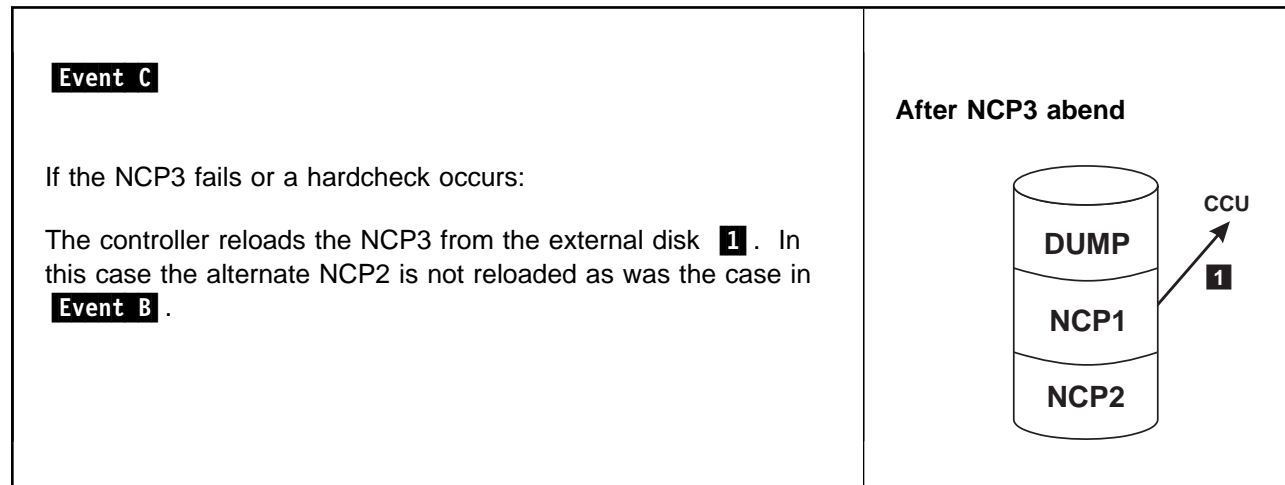 Event C
If the NCP3 fails or a hardcheck occurs:
The controller reloads the NCP3 from the external disk 1 . In
this case the alternate NCP2 is not reloaded as was the case in
Event B .
After NCP3 abend
CCU
DUMP
1
NCP1
NCP2